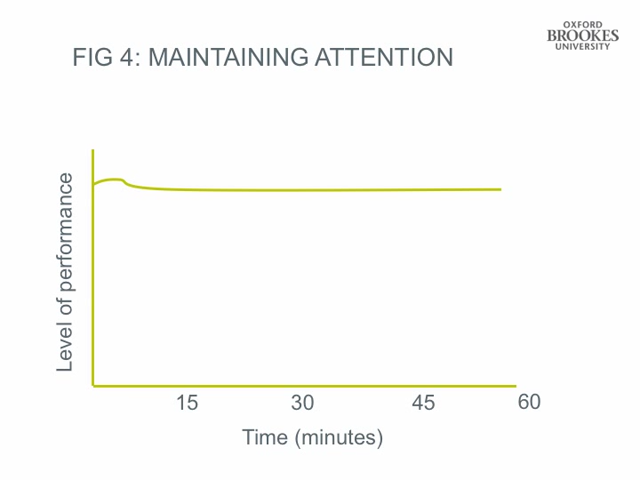 OXFORD
BROOKES
UNIVERSITY
FIG 4: MAINTAINING ATTENTION
Level of performance
15 30 45 60
Time (minutes)